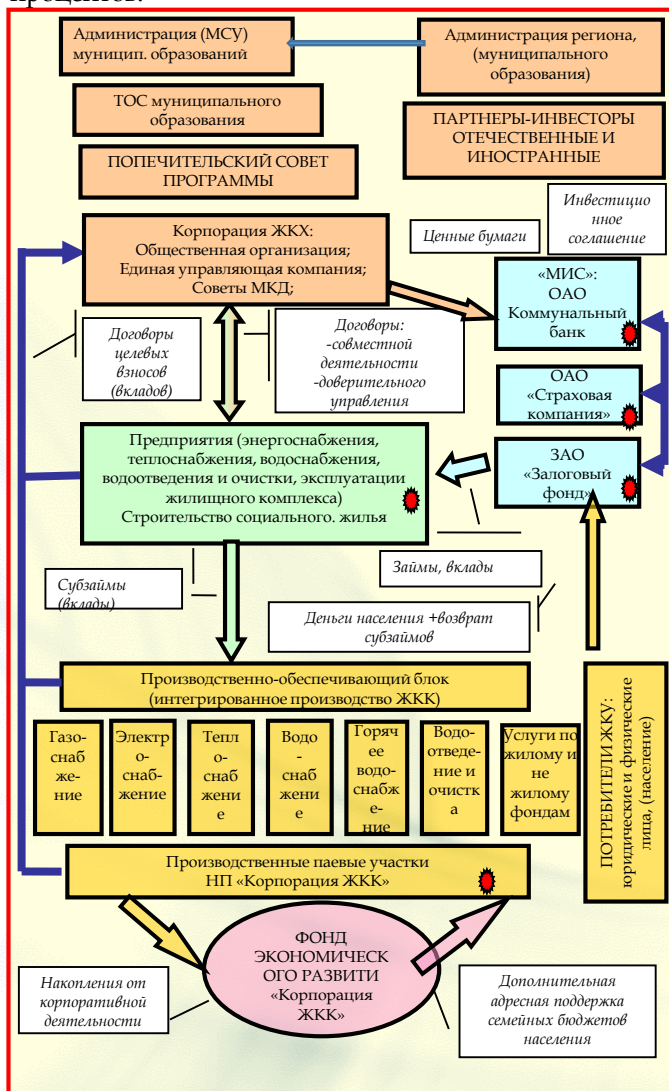 процентов.
Администрация (МСУ)
муницип. образований
Администрация региона,
(муниципального
образования)
ТОС муниципального
образования
ПАРТНЕРЫ-ИНВЕСТОРЫ
ОТЕЧЕСТВЕННЫЕ И
ИНОСТРАННЫЕ
ПОПЕЧИТЕЛЬСКИЙ СОВЕТ
ПРОГРАММЫ
Инвестицио
нное
соглашение
Ценные бумаги
Корпорация ЖКХ:
Общественная организация;
Единая управляющая компания;
Советы МКД;
«МИС»:
ОАО
Коммунальный
банк
Договоры
целевых
взносов
(вкладов)
Договоры:
-совместной
деятельности
-доверительного
управления
ОАО
«Страховая
компания»
Предприятия (энергоснабжения,
теплоснабжения, водоснабжения,
водоотведения и очистки, эксплуатации
жилищного комплекса)
Строительство социального. жилья
ЗАО
«Залоговый
фонд»
Субзаймы
(вклады)
Займы, вклады
Деньги населения +возврат
субзаймов
Производственно-обеспечивающий блок
(интегрированное производство ЖКК)
ПОТРЕБИТЕЛИ ЖКУ:
юридические и физические
лица, (население)
Газо-
снаб
же-
ние
Электр
о-
снаб-
жение
Тепл
о-
снаб
жени
е
Водо
-
снаб
жени
е
Горяч
ее
водо-
снабж
е-
ние
Водо-
отведе-
ние и
очистк
а
Услуги по
жилому и
не
жилому
фондам
Производственные паевые участки
НП «Корпорация ЖКК»
ФОНД
ЭКОНОМИЧЕСК
ОГО РАЗВИТИ
«Корпорация
ЖКК»
Накопления от
корпоративной
деятельности
Дополнительная
адресная поддержка
семейных бюджетов
населения